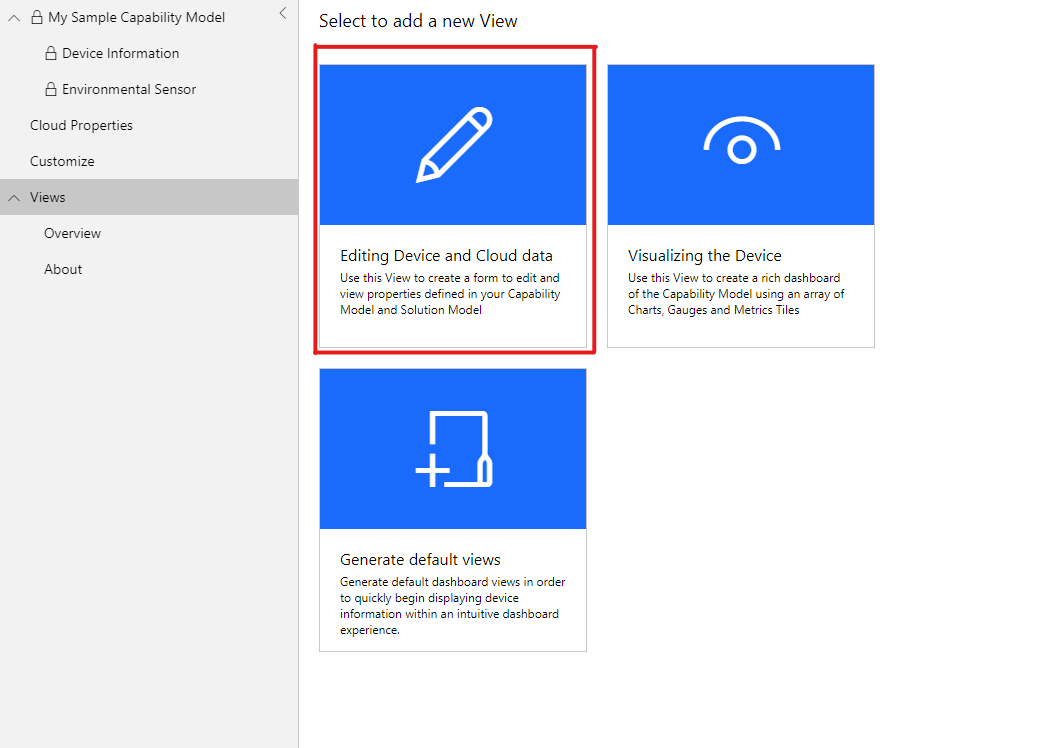 My Sample Capability Model
Device Information
Environmental Sensor
Cloud Properties
Customize
Views
Overview
About
Select to add a new View
Editing Device and Cloud data
Use this View to create a form to edit and
view properties defined in your Capability
Model and Solution Model
Visualizing the Device
Use this View to create a rich dashboard
of the Capability Model using an array of
Charts, Gauges and Metrics Tiles
Generate default views
Generate default dashboard views in order
to quickly begin displaying device
information within an intuitive dashboard
experience.